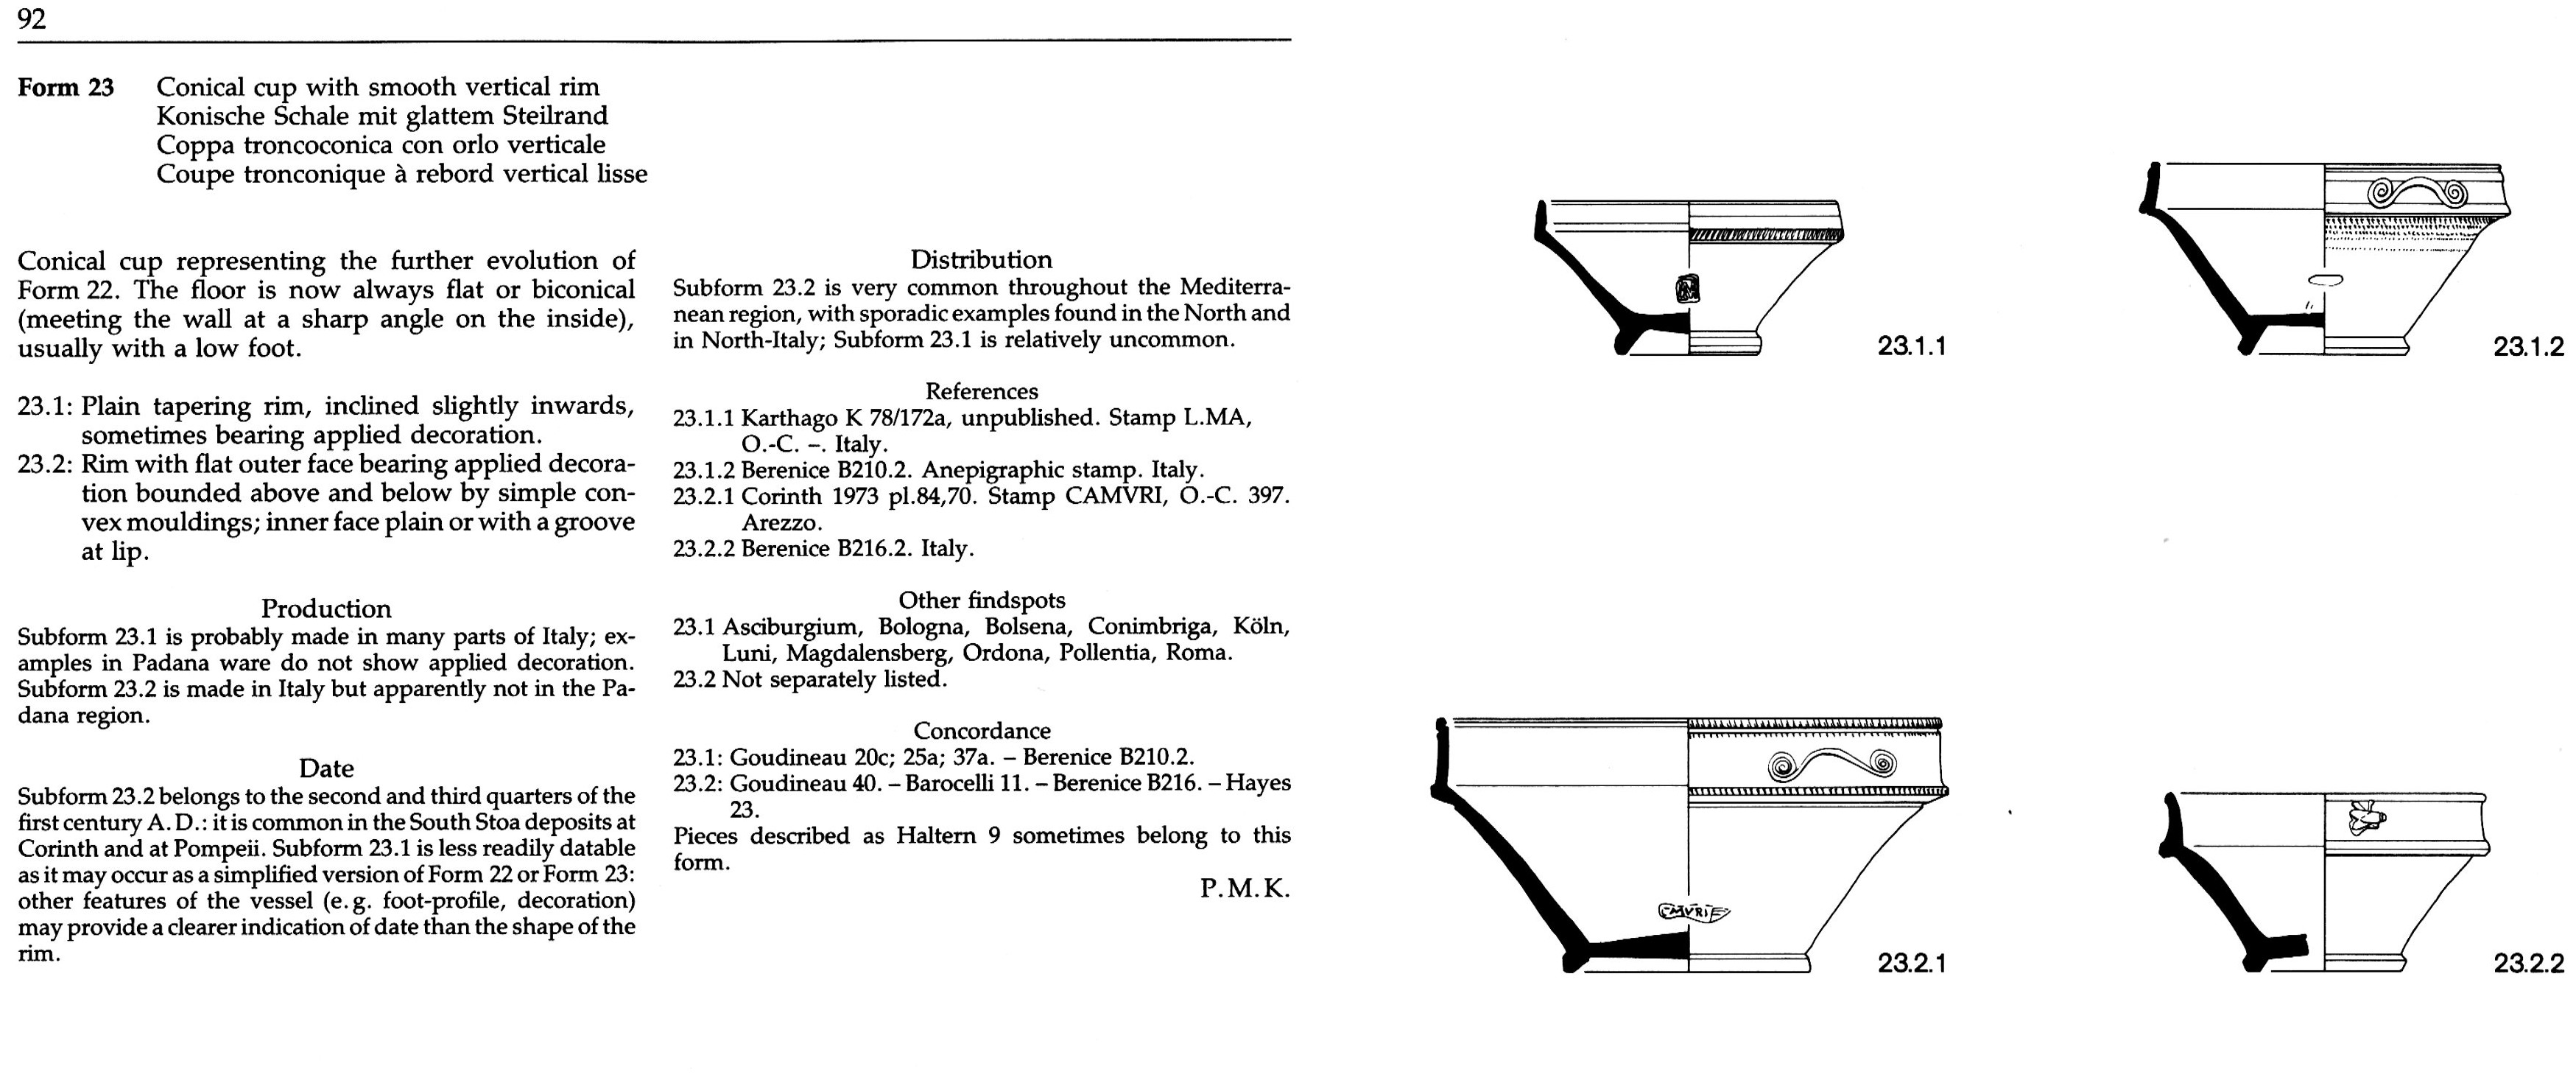 92
Form 23 Conical cup with smooth vertical rim
Konische Schale mit glattem Steilrand
Coppa troncoconica con orlo verticale
Coupe tronconique à rebord vertical lisse
Conical cup representing the further evolution of
Form 22. The floor is now always flat or biconical
(meeting the wall at a sharp angle on the inside),
usually with a low foot.
23.1: Plain tapering rim, inclined slightly inwards,
sometimes bearing applied decoration.
23.2: Rim with flat outer face bearing applied decora-
tion bounded above and below by simple con-
vex mouldings; inner face plain or with a groove
at lip.
Production
Subform 23.1 is probably made in many parts of Italy; ex-
amples in Padana ware do not show applied decoration.
Subform 23.2 is made in Italy but apparently not in the Pa-
dana region.
Date
Subform 23.2 belongs to the second and third quarters of the
first century A. D.: it is common in the South Stoa deposits at
Corinth and at Pompeii. Subform 23.1 is less readily datable
as it may occur as a simplified version of Form 22 or Form 23:
other features of the vessel (e. g. foot-profile, decoration)
may provide a clearer indication of date than the shape of the
rim.
Distribution
Subform 23.2 is very common throughout the Mediterra-
nean region, with sporadic examples found in the North and
in North-Italy; Subform 23.1 is relatively uncommon.
References
23.1.1 Karthago K 78/172a, unpublished. Stamp L.MA,
O.-C. –. Italy.
23.1.2 Berenice B210.2. Anepigraphic stamp. Italy.
23.2.1 Corinth 1973 pl.84,70. Stamp CAMVRI, O.-C. 397.
Arezzo.
23.2.2 Berenice B216.2. Italy.
Other findspots
23.1 Asciburgium, Bologna, Bolsena, Conimbriga, Köln,
Luni, Magdalensberg, Ordona, Pollentia, Roma.
23.2 Not separately listed.
Concordance
23.1: Goudineau 20c; 25a; 37a. – Berenice B210.2.
23.2: Goudineau 40. – Barocelli 11. – Berenice B216. – Hayes
23.
Pieces described as Haltern 9 sometimes belong to this
form.
P. M. K.
23.1.1
23.1.2
23.2.1
23.2.2